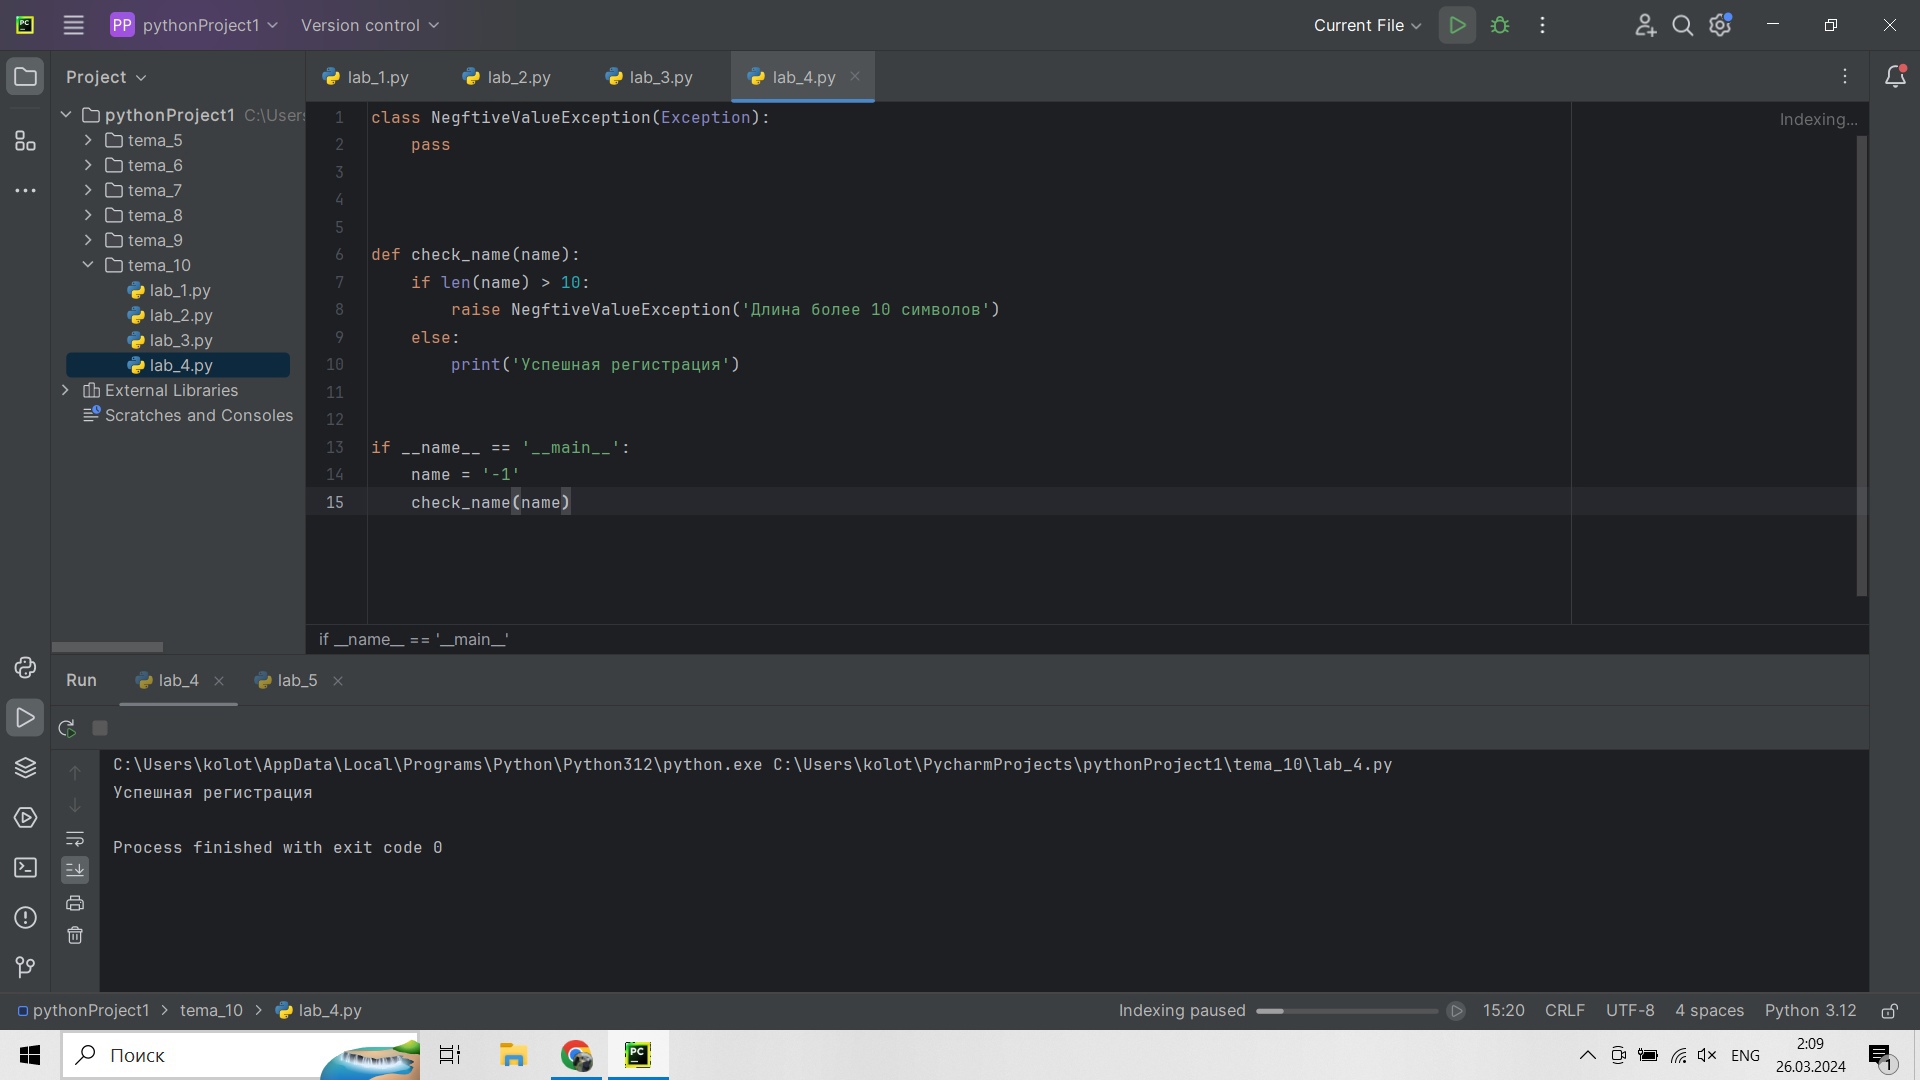 PC
PP pythonProject1
Version control
Current File
Project
lab_1.py
lab_2.py
lab_3.py
lab_4.py
pythonProject1 C:\Users
tema_5
tema_6
tema_7
tema_8
tema_9
tema_10
lab_1.py
lab_2.py
lab_3.py
lab_4.py
External Libraries
Scratches and Consoles
Indexing...
1 class NegftiveValueException(Exception):
2     pass
3
4
5
6 def check_name(name):
7     if len(name) > 10:
8         raise NegftiveValueException('Длина более 10 символов')
9     else:
10         print('Успешная регистрация')
11
12
13 if __name__ == '__main__':
14     name = '-1'
15     check_name(name)
if __name__ == '__main__'
Run
lab_4
lab_5
C:\Users\kolot\AppData\Local\Programs\Python\Python312\python.exe C:\Users\kolot\PycharmProjects\pythonProject1\tema_10\lab_4.py
Успешная регистрация
Process finished with exit code 0
pythonProject1 > tema_10 > lab_4.py
Indexing paused
15:20
CRLF
UTF-8
4 spaces
Python 3.12
Поиск
PC
ENG
2:09
26.03.2024
1